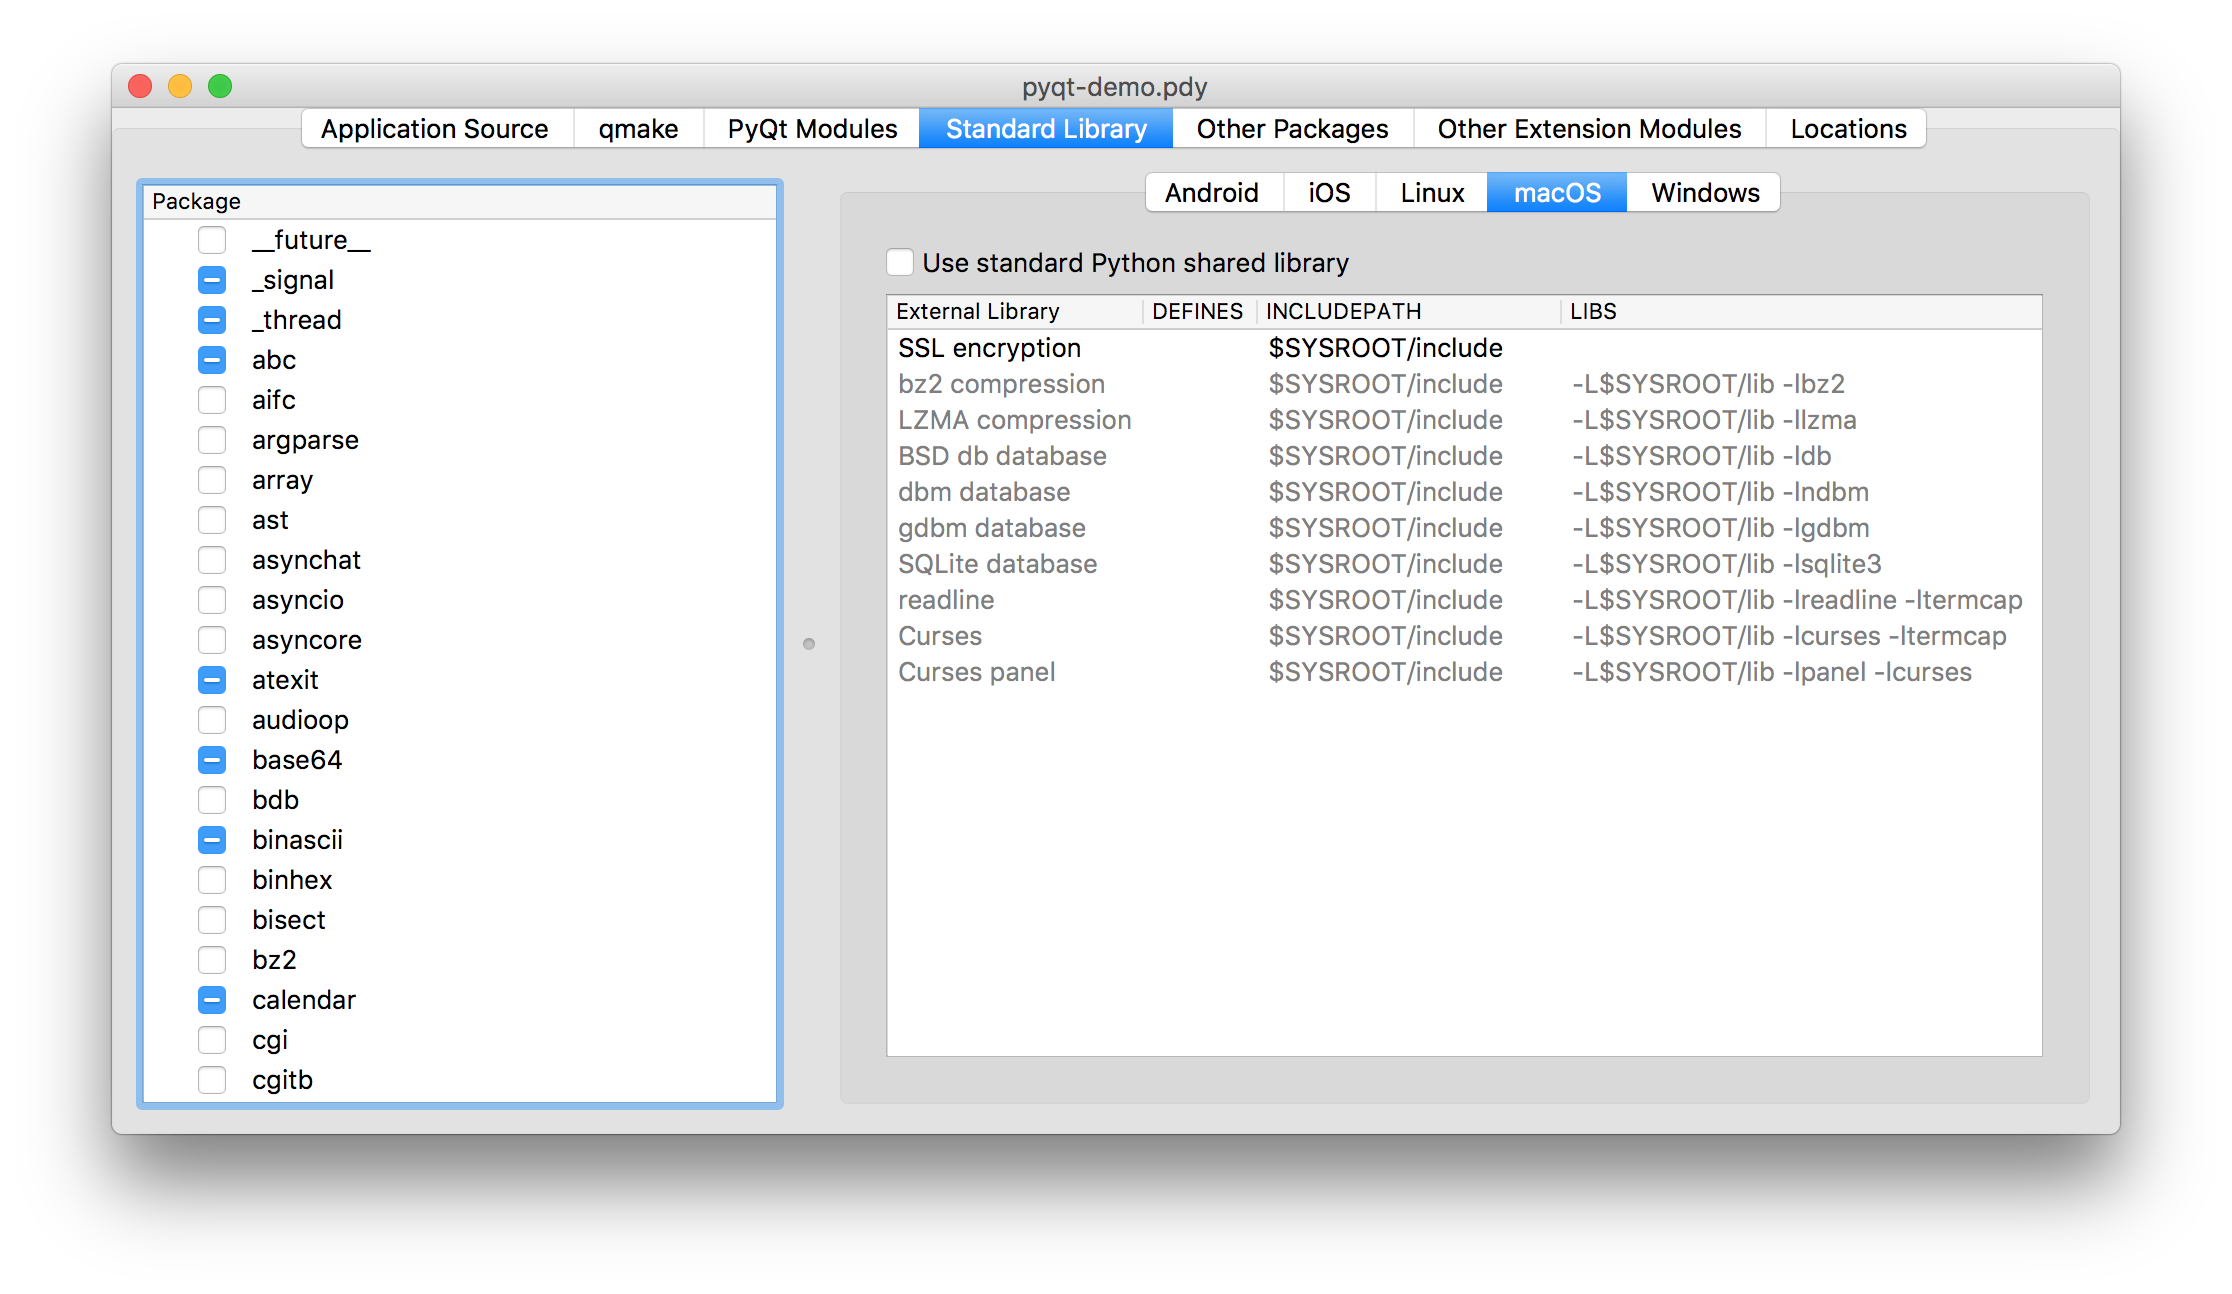 pyqt-demo.pdy
Application Source qmake PyQt Modules Standard Library Other Packages Other Extension Modules Locations
Package
__future__
_signal
_thread
abc
aifc
argparse
array
ast
asynchat
asyncio
asyncore
atexit
audioop
base64
bdb
binascii
binhex
bisect
bz2
calendar
cgi
cgitb
Android iOS Linux macOS Windows
Use standard Python shared library
External Library DEFINES INCLUDEPATH LIBS
SSL encryption $SYSROOT/include
bz2 compression $SYSROOT/include -L$SYSROOT/lib -lbz2
LZMA compression $SYSROOT/include -L$SYSROOT/lib -llzma
BSD db database $SYSROOT/include -L$SYSROOT/lib -ldb
dbm database $SYSROOT/include -L$SYSROOT/lib -lndbm
gdbm database $SYSROOT/include -L$SYSROOT/lib -lgdbm
SQLite database $SYSROOT/include -L$SYSROOT/lib -lsqlite3
readline $SYSROOT/include -L$SYSROOT/lib -lreadline -ltermcap
Curses $SYSROOT/include -L$SYSROOT/lib -lcurses -ltermcap
Curses panel $SYSROOT/include -L$SYSROOT/lib -lpanel -lcurses